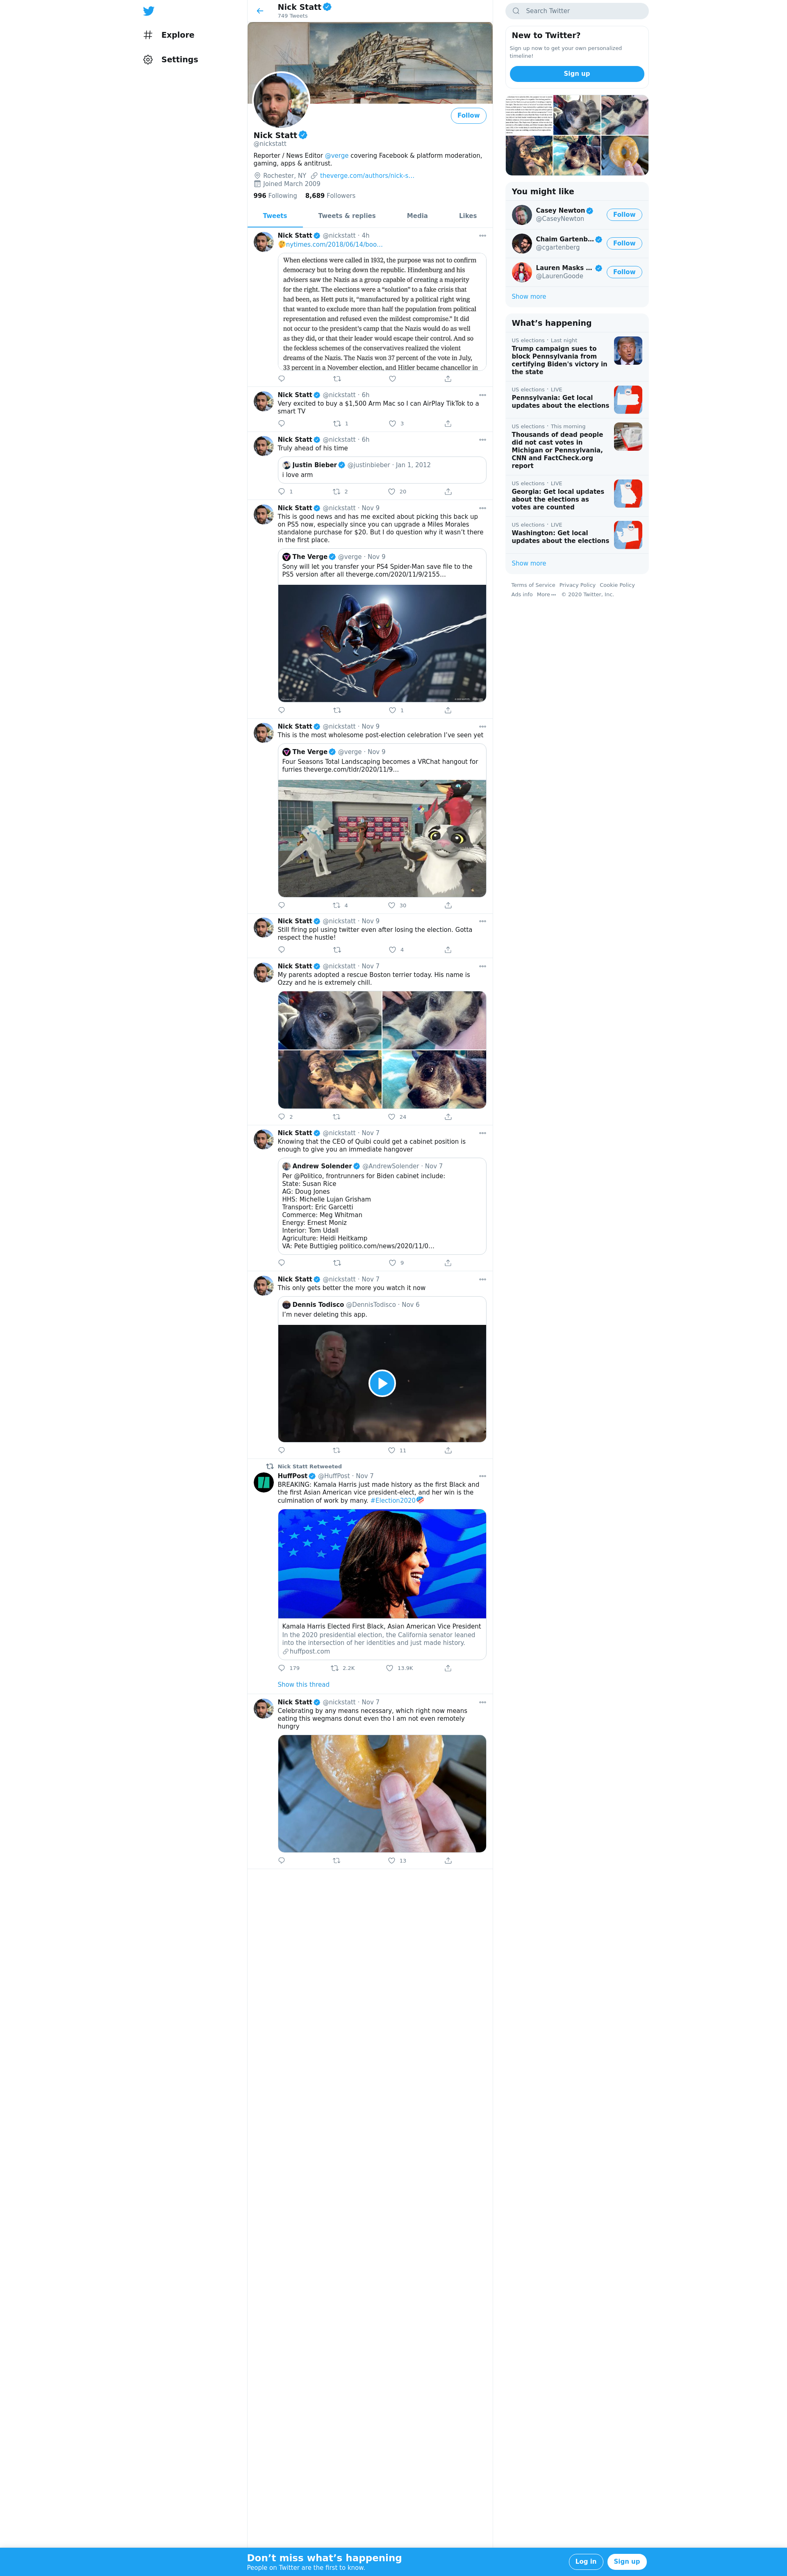 Explore
Settings
Nick Statt
749 Tweets
Follow
Nick Statt
@nickstatt
Reporter / News Editor @verge covering Facebook & platform moderation,
gaming, apps & antitrust.
Rochester, NY theverge.com/authors/nick-s…
Joined March 2009
996 Following 8,689 Followers
Tweets Tweets & replies Media Likes
Nick Statt @nickstatt · 4h
nytimes.com/2018/06/14/boo…
When elections were called in 1932, the purpose was not to confirm
democracy but to bring down the republic. Hindenburg and his
advisers saw the Nazis as a group capable of creating a majority
for the right. The elections were a “solution” to a fake crisis that
had been, as Hett puts it, “manufactured by a political right wing
that wanted to exclude more than half the population from political
representation and refused even the mildest compromise.” It did
not occur to the president’s camp that the Nazis would do as well
as they did, or that their leader would escape their control. And so
the feckless schemes of the conservatives realized the violent
dreams of the Nazis. The Nazis won 37 percent of the vote in July,
33 percent in a November election, and Hitler became chancellor in
Nick Statt @nickstatt · 6h
Very excited to buy a $1,500 Arm Mac so I can AirPlay TikTok to a
smart TV
1 3
Nick Statt @nickstatt · 6h
Truly ahead of his time
Justin Bieber @justinbieber · Jan 1, 2012
i love arm
1 2 20
Nick Statt @nickstatt · Nov 9
This is good news and has me excited about picking this back up
on PS5 now, especially since you can upgrade a Miles Morales
standalone purchase for $20. But I do question why it wasn’t there
in the first place.
The Verge @verge · Nov 9
Sony will let you transfer your PS4 Spider-Man save file to the
PS5 version after all theverge.com/2020/11/9/2155…
1
Nick Statt @nickstatt · Nov 9
This is the most wholesome post-election celebration I’ve seen yet
The Verge @verge · Nov 9
Four Seasons Total Landscaping becomes a VRChat hangout for
furries theverge.com/tldr/2020/11/9…
4 30
Nick Statt @nickstatt · Nov 9
Still firing ppl using twitter even after losing the election. Gotta
respect the hustle!
4
Nick Statt @nickstatt · Nov 7
My parents adopted a rescue Boston terrier today. His name is
Ozzy and he is extremely chill.
2 24
Nick Statt @nickstatt · Nov 7
Knowing that the CEO of Quibi could get a cabinet position is
enough to give you an immediate hangover
Andrew Solender @AndrewSolender · Nov 7
Per @Politico, frontrunners for Biden cabinet include:
State: Susan Rice
AG: Doug Jones
HHS: Michelle Lujan Grisham
Transport: Eric Garcetti
Commerce: Meg Whitman
Energy: Ernest Moniz
Interior: Tom Udall
Agriculture: Heidi Heitkamp
VA: Pete Buttigieg politico.com/news/2020/11/0…
9
Nick Statt @nickstatt · Nov 7
This only gets better the more you watch it now
Dennis Todisco @DennisTodisco · Nov 6
I’m never deleting this app.
11
Nick Statt Retweeted
HuffPost @HuffPost · Nov 7
BREAKING: Kamala Harris just made history as the first Black and
the first Asian American vice president-elect, and her win is the
culmination of work by many. #Election2020
Kamala Harris Elected First Black, Asian American Vice President
In the 2020 presidential election, the California senator leaned
into the intersection of her identities and just made history.
huffpost.com
179 2.2K 13.9K
Show this thread
Nick Statt @nickstatt · Nov 7
Celebrating by any means necessary, which right now means
eating this wegmans donut even tho I am not even remotely
hungry
13
Search Twitter
New to Twitter?
Sign up now to get your own personalized
timeline!
Sign up
You might like
Casey Newton
@CaseyNewton
Follow
Chaim Gartenb…
@cgartenberg
Follow
Lauren Masks …
@LaurenGoode
Follow
Show more
What’s happening
US elections · Last night
Trump campaign sues to
block Pennsylvania from
certifying Biden's victory in
the state
US elections · LIVE
Pennsylvania: Get local
updates about the elections
US elections · This morning
Thousands of dead people
did not cast votes in
Michigan or Pennsylvania,
CNN and FactCheck.org
report
US elections · LIVE
Georgia: Get local updates
about the elections as
votes are counted
US elections · LIVE
Washington: Get local
updates about the elections
Show more
Terms of Service Privacy Policy Cookie Policy
Ads info More © 2020 Twitter, Inc.
Don’t miss what’s happening
People on Twitter are the first to know.
Log in Sign up